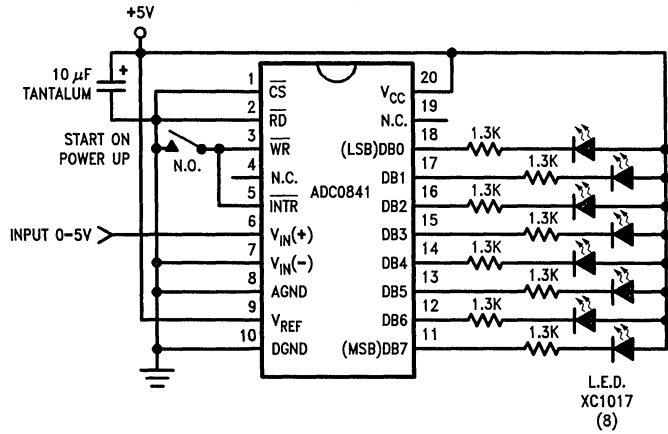 +5V
10 μF
+
TANTALUM
START ON
POWER UP
N.O.
INPUT 0–5V
1
2
3
4
5
6
7
8
9
10
CS
RD
WR
N.C.
INTR
VIN(+)
VIN(-)
AGND
VREF
DGND
ADC0841
VCC
N.C.
(LSB)DB0
DB1
DB2
DB3
DB4
DB5
DB6
(MSB)DB7
20
19
18
17
16
15
14
13
12
11
1.3K
1.3K
1.3K
1.3K
1.3K
1.3K
1.3K
1.3K
L.E.D.
XC1017
(8)